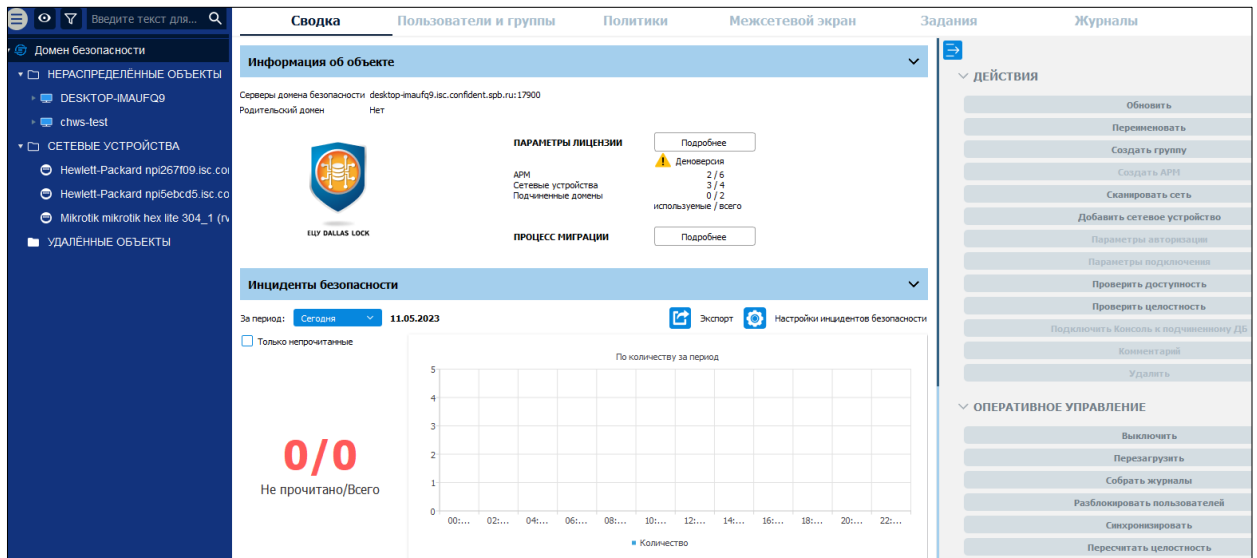 Введите текст для...
Домен безопасности
НЕРАСПРЕДЕЛЁННЫЕ ОБЪЕКТЫ
DESKTOP-IMAUFQ9
chws-test
СЕТЕВЫЕ УСТРОЙСТВА
Hewlett-Packard npi267f09.isc.co
Hewlett-Packard npi5ebcd5.isc.co
Mikrotik mikrotik hex lite 304_1 (rv
УДАЛЁННЫЕ ОБЪЕКТЫ
Сводка Пользователи и группы Политики Межсетевой экран Задания Журналы
Информация об объекте
Серверы домена безопасности desktop-imaufq9.isc.confident.spb.ru:17900
Родительский домен Нет
ЕЦУ DALLAS LOCK
ПАРАМЕТРЫ ЛИЦЕНЗИИ Подробнее
Демоверсия
АРМ 2 / 6
Сетевые устройства 3 / 4
Подчиненные домены 0 / 2
используемые / всего
ПРОЦЕСС МИГРАЦИИ Подробнее
Инциденты безопасности
За период: Сегодня 11.05.2023 Экспорт Настройки инцидентов безопасности
Только непрочитанные
0/0
Не прочитано/Всего
По количеству за период
5
4
3
2
1
0
00:... 02:... 04:... 06:... 08:... 10:... 12:... 14:... 16:... 18:... 20:... 22:...
Количество
ДЕЙСТВИЯ
Обновить
Переименовать
Создать группу
Создать АРМ
Сканировать сеть
Добавить сетевое устройство
Параметры авторизации
Параметры подключения
Проверить доступность
Проверить целостность
Подключить Консоль к подчиненному ДБ
Комментарий
Удалить
ОПЕРАТИВНОЕ УПРАВЛЕНИЕ
Выключить
Перезагрузить
Собрать журналы
Разблокировать пользователей
Синхронизировать
Пересчитать целостность